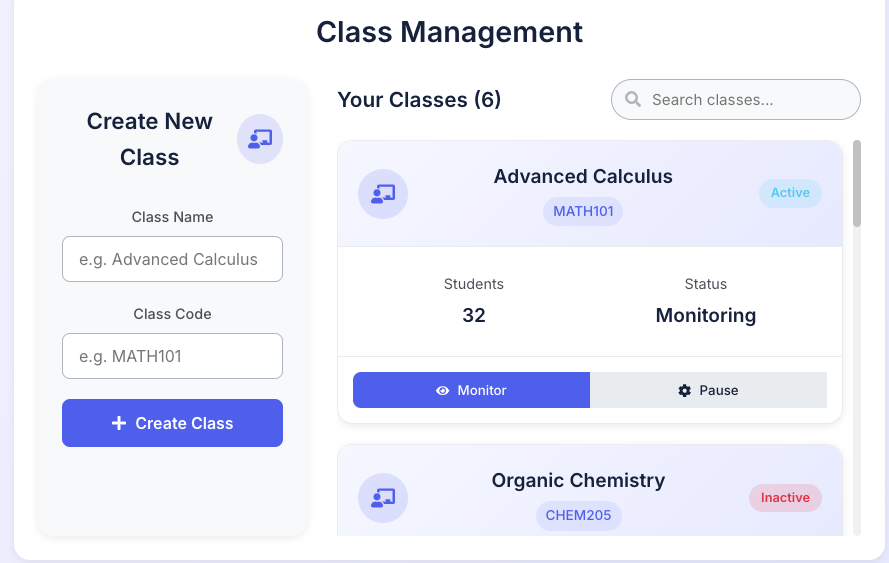 Class Management
Create New
Class
Class Name
e.g. Advanced Calculus
Class Code
e.g. MATH101
Create Class
Your Classes (6)
Search classes...
Advanced Calculus
MATH101
Active
Students
32
Status
Monitoring
Monitor
Pause
Organic Chemistry
CHEM205
Inactive